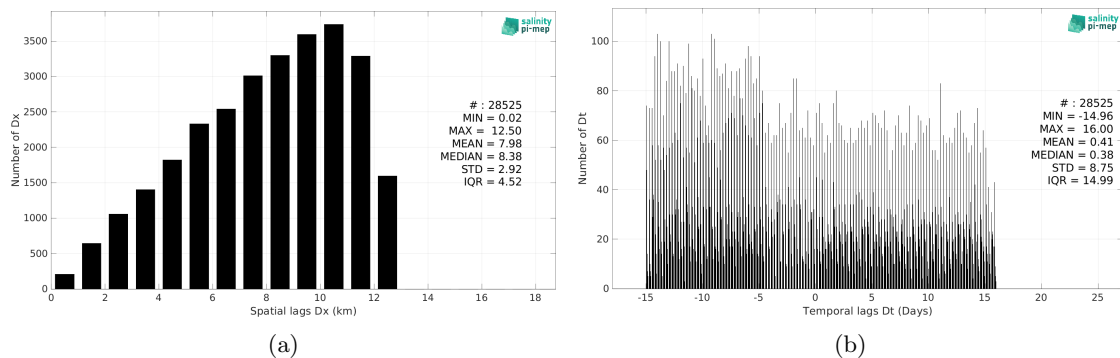 salinity
pi-mep
3500
3000
2500
2000
1500
1000
500
0
Number of Dx
# : 28525
MIN = 0.02
MAX = 12.50
MEAN = 7.98
MEDIAN = 8.38
STD = 2.92
IQR = 4.52
0 2 4 6 8 10 12 14 16 18
Spatial lags Dx (km)
(a)
salinity
pi-mep
100
80
60
40
20
0
Number of Dt
# : 28525
MIN = -14.96
MAX = 16.00
MEAN = 0.41
MEDIAN = 0.38
STD = 8.75
IQR = 14.99
-15 -10 -5 0 5 10 15 20 25
Temporal lags Dt (Days)
(b)